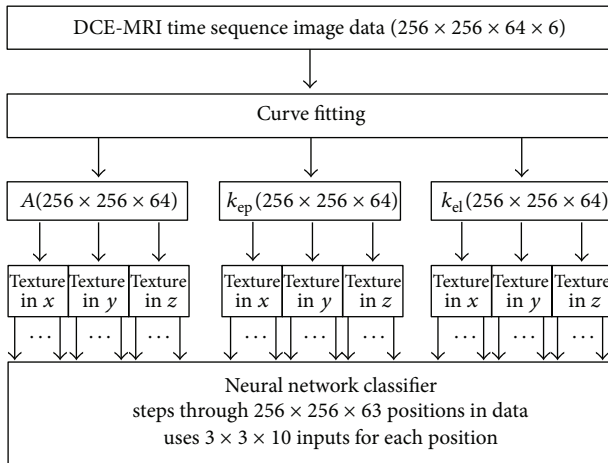 DCE-MRI time sequence image data (256 × 256 × 64 × 6)
Curve fitting
A(256 × 256 × 64)
k_ep(256 × 256 × 64)
k_el(256 × 256 × 64)
Texture in x
Texture in y
Texture in z
Texture in x
Texture in y
Texture in z
Texture in x
Texture in y
Texture in z
... ... ... ... ... ... ... ... ...
Neural network classifier
steps through 256 × 256 × 63 positions in data
uses 3 × 3 × 10 inputs for each position